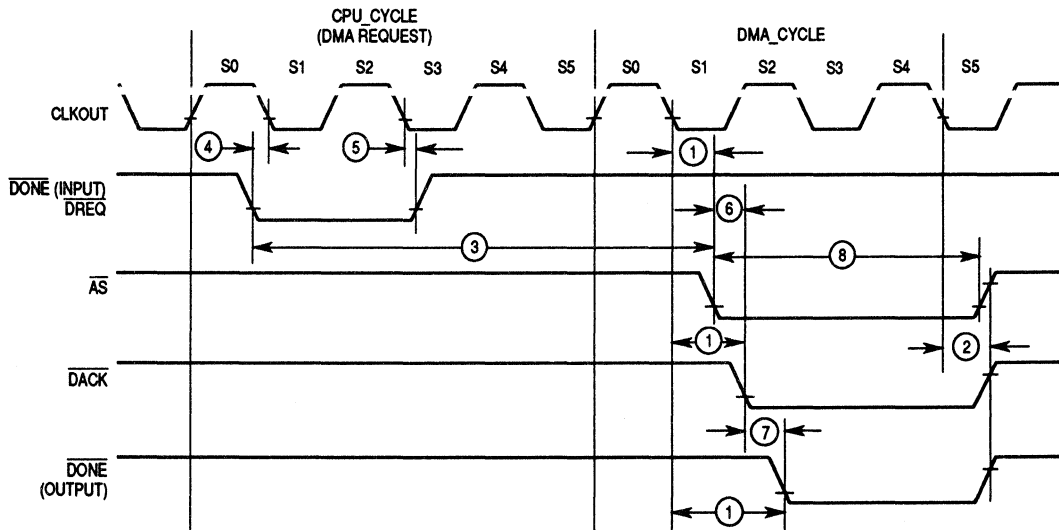 CPU_CYCLE
(DMA REQUEST)
DMA_CYCLE
S0 S1 S2 S3 S4 S5 S0 S1 S2 S3 S4 S5
CLKOUT
4 5 1
DONE (INPUT)
DREQ
6
3 8
AS
1 2
DACK
7
DONE
(OUTPUT)
1